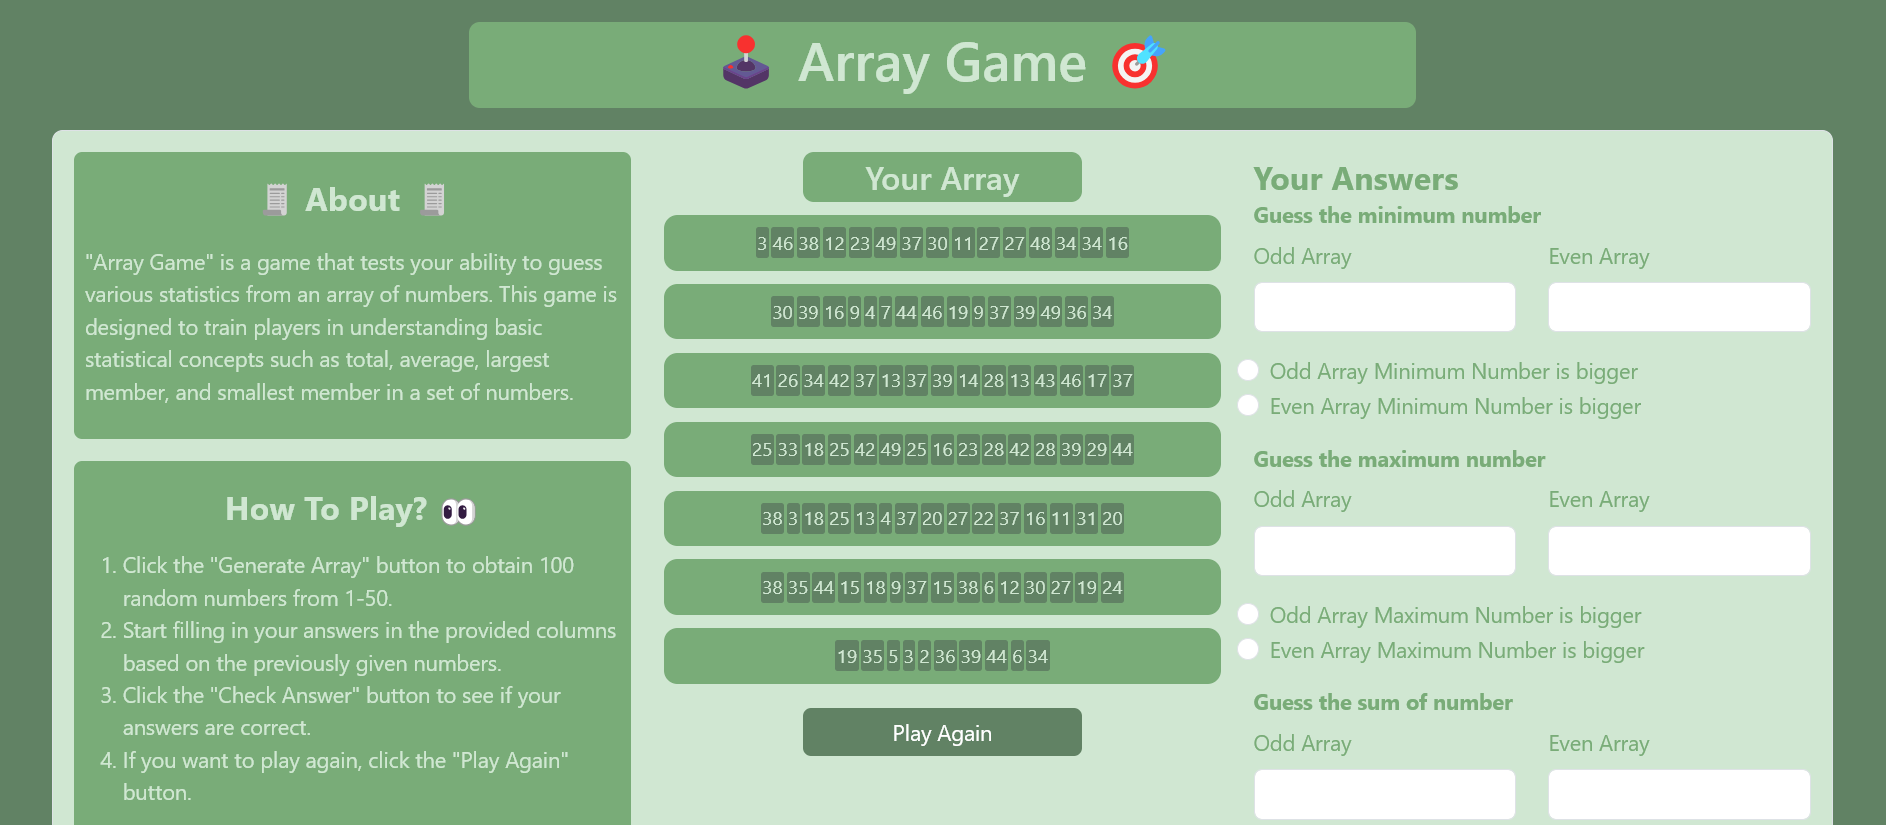 Array Game
About
"Array Game" is a game that tests your ability to guess
various statistics from an array of numbers. This game is
designed to train players in understanding basic
statistical concepts such as total, average, largest
member, and smallest member in a set of numbers.
How To Play?
1. Click the "Generate Array" button to obtain 100
random numbers from 1-50.
2. Start filling in your answers in the provided columns
based on the previously given numbers.
3. Click the "Check Answer" button to see if your
answers are correct.
4. If you want to play again, click the "Play Again"
button.
Your Array
3 46 38 12 23 49 37 30 11 27 27 48 34 34 16
30 39 16 9 4 7 44 46 19 9 37 39 49 36 34
41 26 34 42 37 13 37 39 14 28 13 43 46 17 37
25 33 18 25 42 49 25 16 23 28 42 28 39 29 44
38 3 18 25 13 4 37 20 27 22 37 16 11 31 20
38 35 44 15 18 9 37 15 38 6 12 30 27 19 24
19 35 5 3 2 36 39 44 6 34
Play Again
Your Answers
Guess the minimum number
Odd Array Even Array
Odd Array Minimum Number is bigger
Even Array Minimum Number is bigger
Guess the maximum number
Odd Array Even Array
Odd Array Maximum Number is bigger
Even Array Maximum Number is bigger
Guess the sum of number
Odd Array Even Array